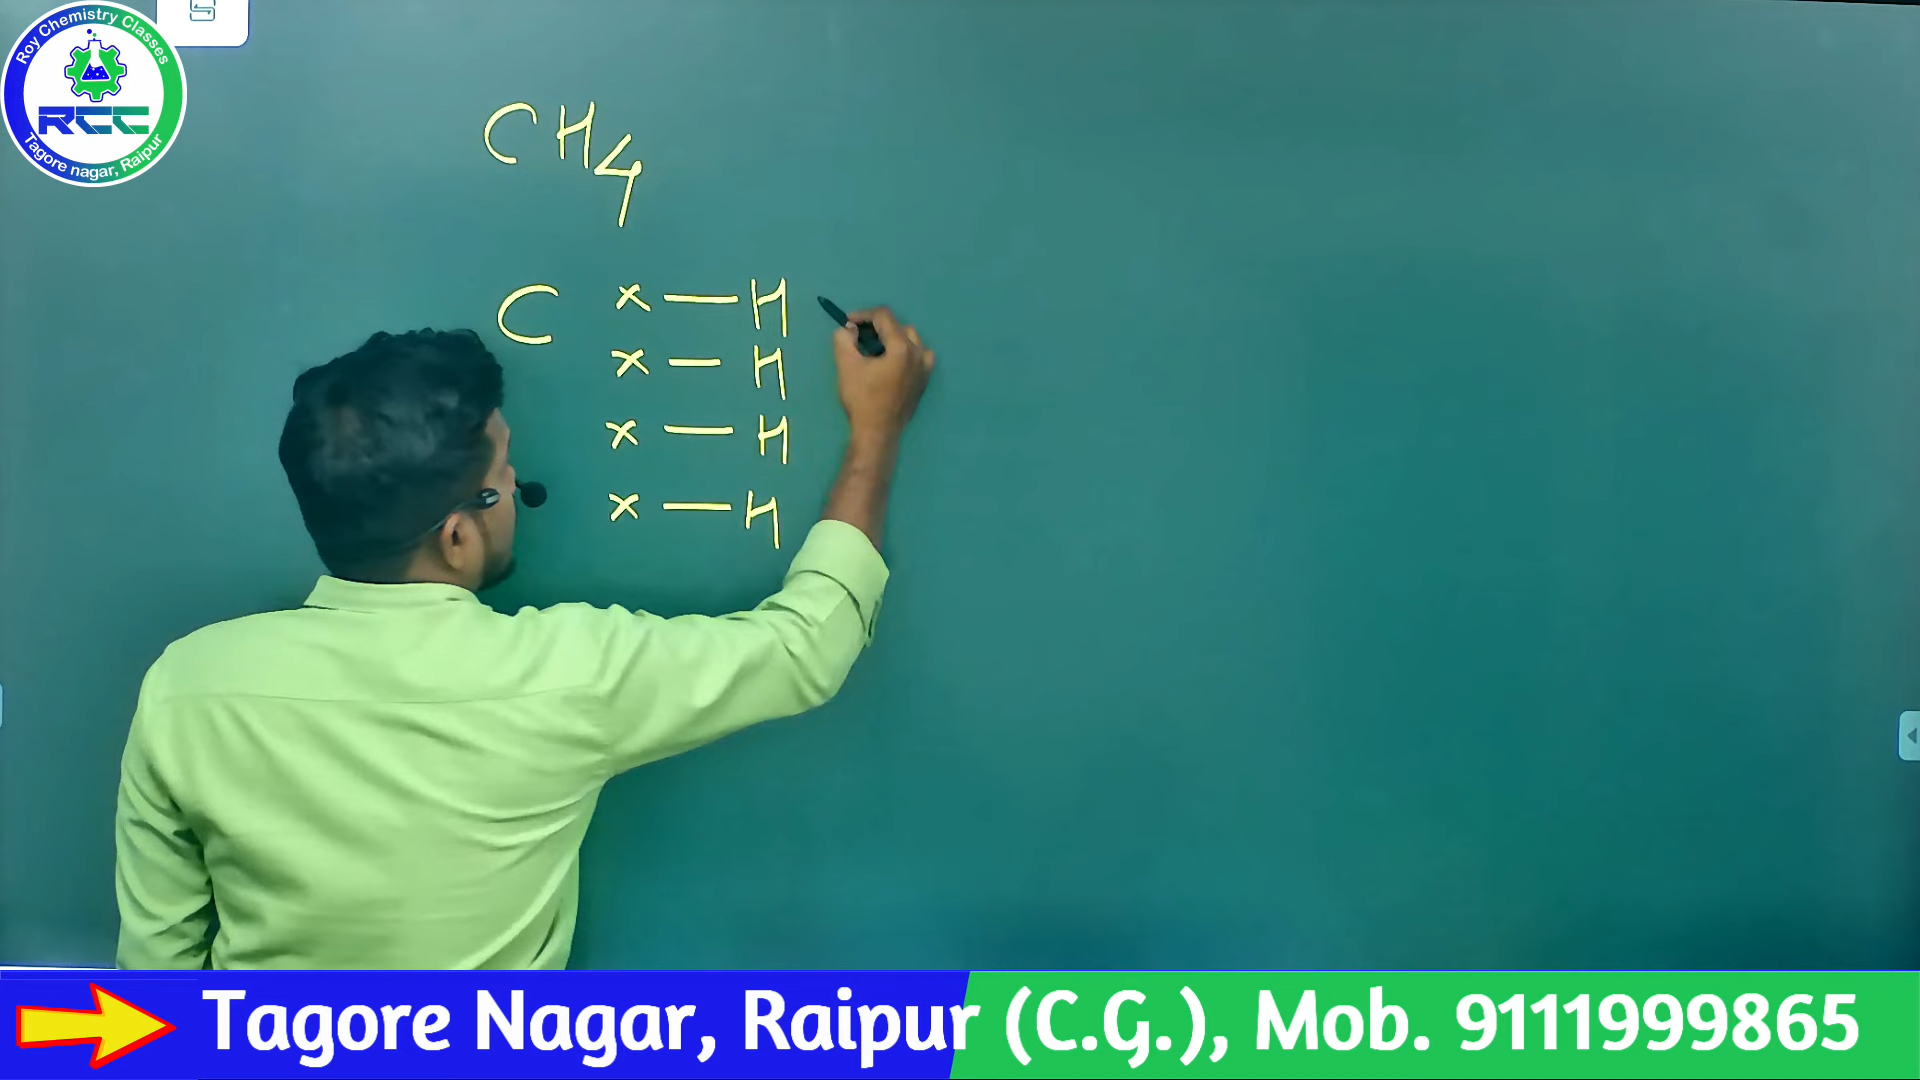 Roy Chemistry Classes
RCC
Tagore nagar, Raipur
CH4
C x — H
x — H
x — H
x — H
Tagore Nagar, Raipur (C.G.), Mob. 9111999865